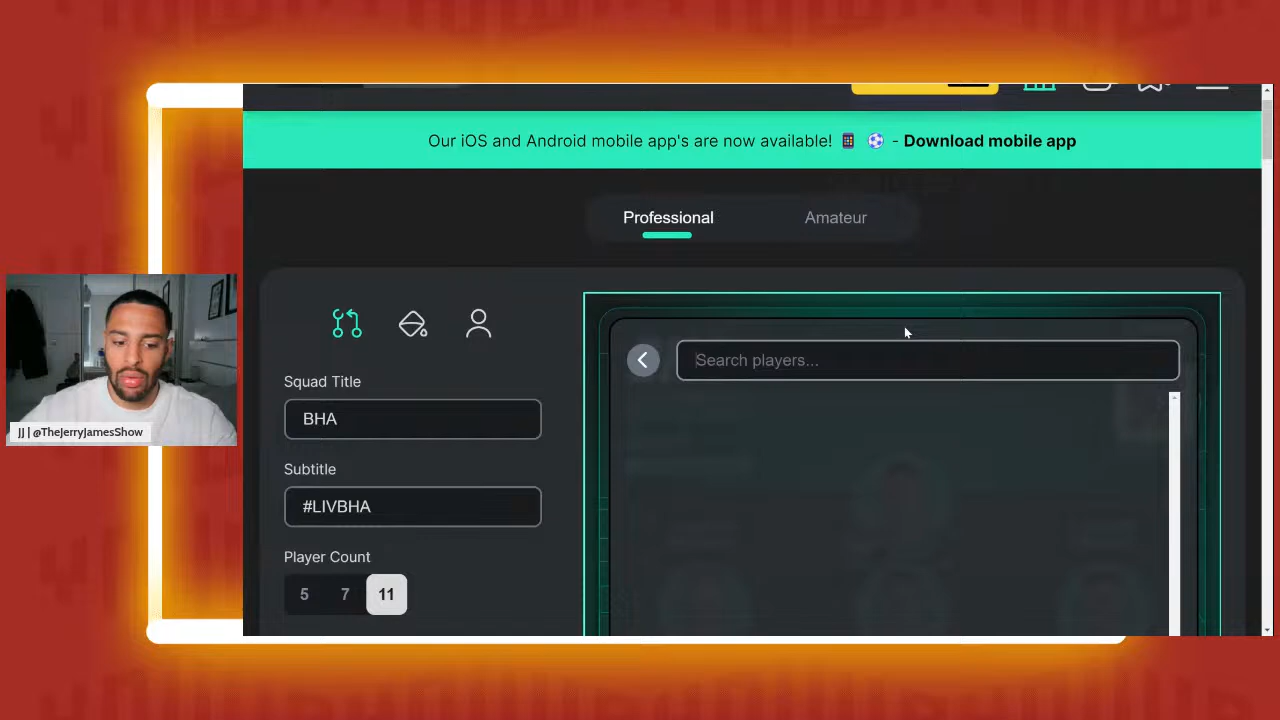 Our iOS and Android mobile app's are now available! 📱 ⚽ - Download mobile app
Professional
Amateur
Squad Title
BHA
Subtitle
#LIVBHA
Player Count
5 7 11
Search players...
JJ | @TheJerryJamesShow